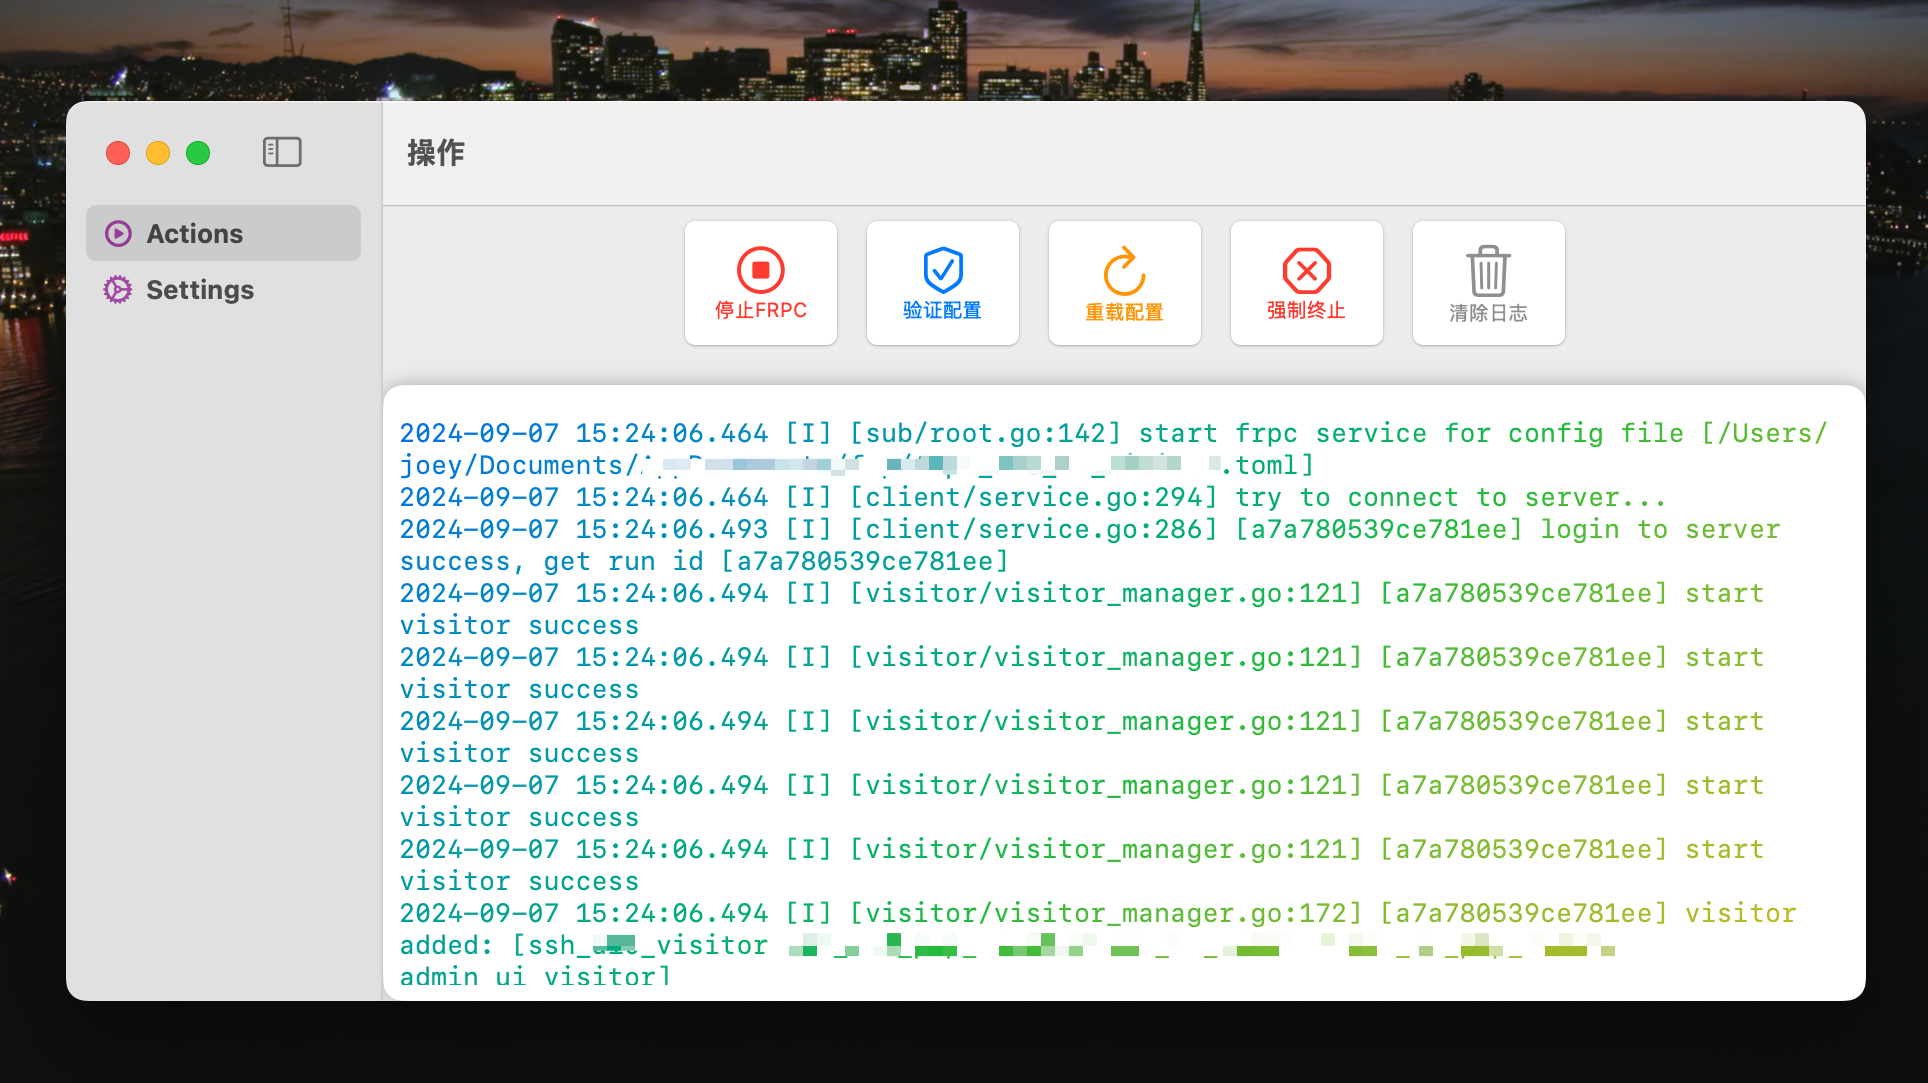 操作
Actions
Settings
停止FRPC
验证配置
重载配置
强制终止
清除日志
2024-09-07 15:24:06.464 [I] [sub/root.go:142] start frpc service for config file [/Users/
joey/Documents/ .toml]
2024-09-07 15:24:06.464 [I] [client/service.go:294] try to connect to server...
2024-09-07 15:24:06.493 [I] [client/service.go:286] [a7a780539ce781ee] login to server
success, get run id [a7a780539ce781ee]
2024-09-07 15:24:06.494 [I] [visitor/visitor_manager.go:121] [a7a780539ce781ee] start
visitor success
2024-09-07 15:24:06.494 [I] [visitor/visitor_manager.go:121] [a7a780539ce781ee] start
visitor success
2024-09-07 15:24:06.494 [I] [visitor/visitor_manager.go:121] [a7a780539ce781ee] start
visitor success
2024-09-07 15:24:06.494 [I] [visitor/visitor_manager.go:121] [a7a780539ce781ee] start
visitor success
2024-09-07 15:24:06.494 [I] [visitor/visitor_manager.go:121] [a7a780539ce781ee] start
visitor success
2024-09-07 15:24:06.494 [I] [visitor/visitor_manager.go:172] [a7a780539ce781ee] visitor
added: [ssh_ _visitor
admin_ui_visitor]